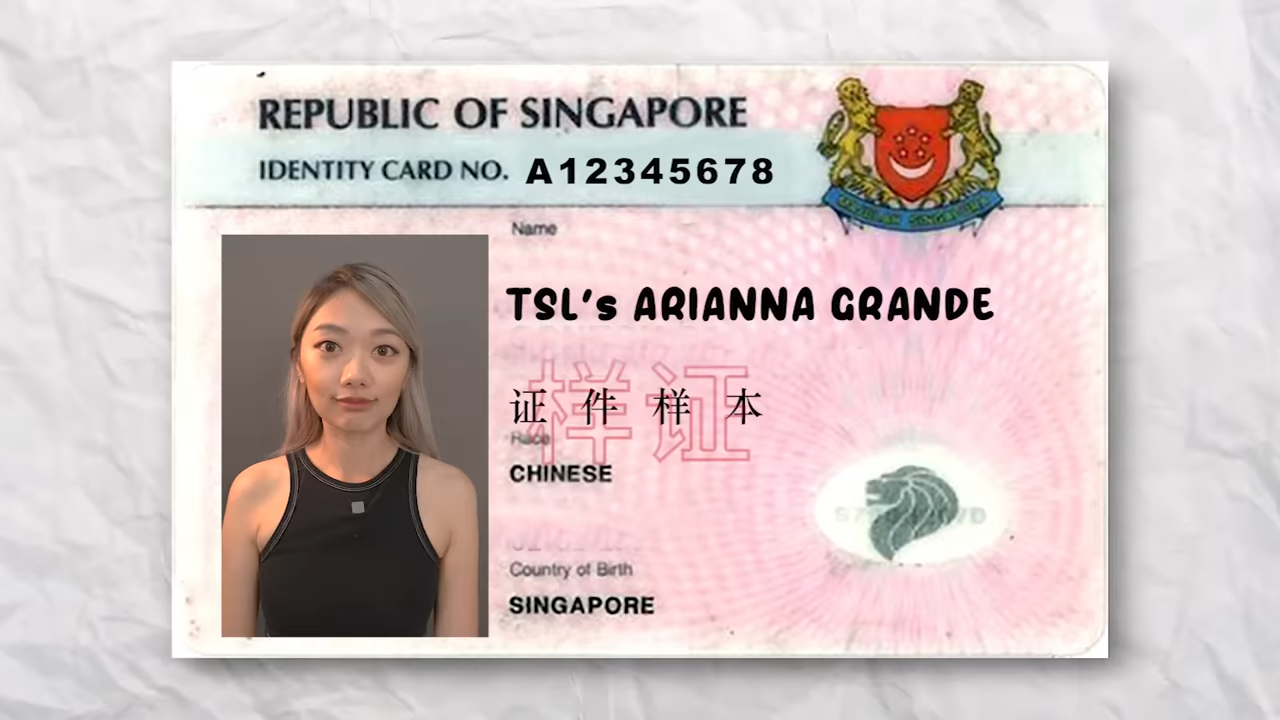 REPUBLIC OF SINGAPORE
IDENTITY CARD NO. A12345678
Name
TSL's ARIANNA GRANDE
样证
证件样本
Race
CHINESE
Country of Birth
SINGAPORE